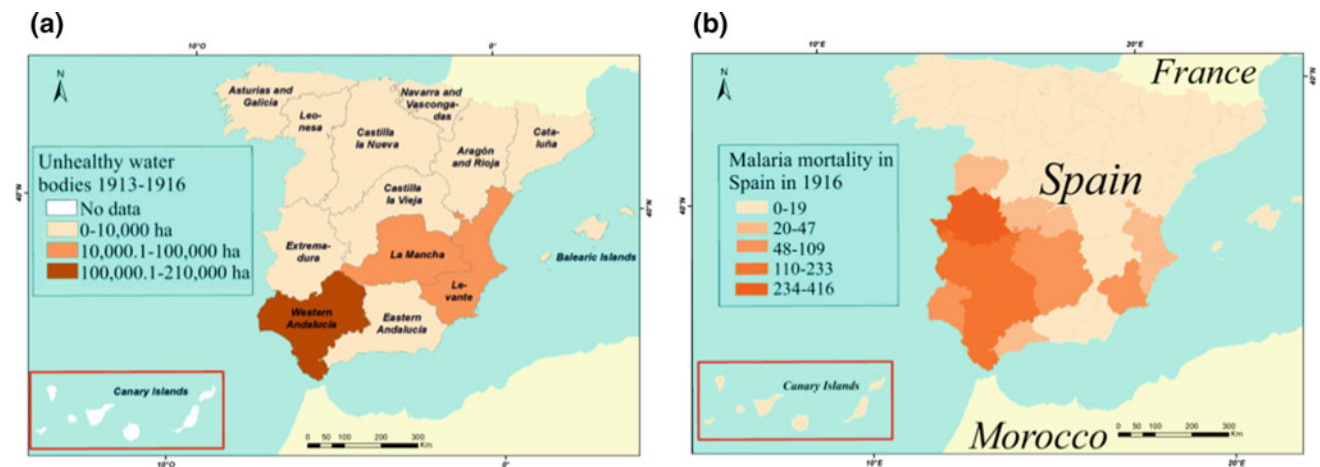 (a)
(b)
10°O
0°
N
Asturias and
Galicia
Leo-
nesa
Navarra and
Vasconga-
das
Castilla
la Nueva
Aragón
and Rioja
Cata-
luña
Unhealthy water
bodies 1913-1916
No data
0-10,000 ha
10,000.1-100,000 ha
100,000.1-210,000 ha
40°N
40°N
Castilla
la Vieja
Extrema-
dura
La Mancha
Balearic Islands
Le-
vante
Western
Andalucía
Eastern
Andalucía
Canary Islands
0 50 100 200 300
Km
10°O
0°
10°E
20°E
N
France
40°N
Malaria mortality in
Spain in 1916
0-19
20-47
48-109
110-233
234-416
Spain
40°N
40°N
Canary Islands
Morocco
0 50 100 200 300
Km
10°E
20°E